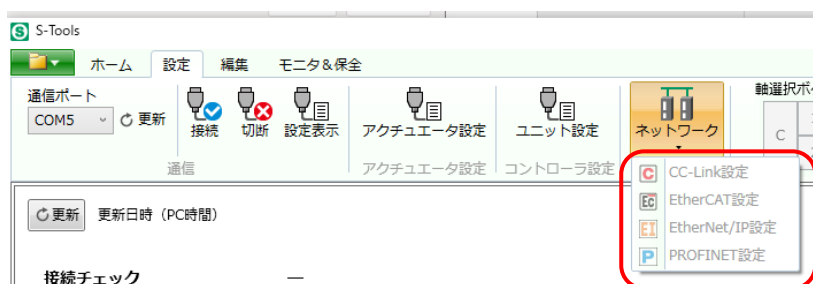 S-Tools
ホーム 設定 編集 モニタ&保全
通信ポート
COM5 更新
接続 切断 設定表示 アクチュエータ設定 ユニット設定 ネットワーク
軸選択ボ
C
通信 アクチュエータ設定 コントローラ設定
C CC-Link設定
EC EtherCAT設定
EI EtherNet/IP設定
P PROFINET設定
更新 更新日時（PC時間）
接続チェック —